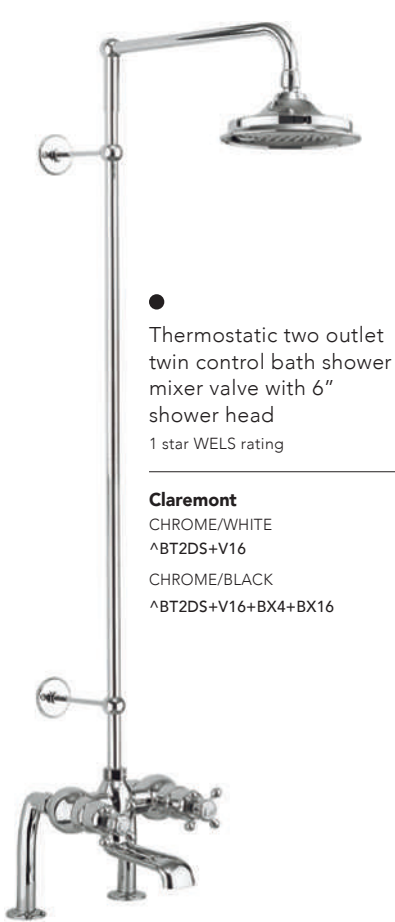 Thermostatic two outlet
twin control bath shower
mixer valve with 6”
shower head
1 star WELS rating
Claremont
CHROME/WHITE
^BT2DS+V16
CHROME/BLACK
^BT2DS+V16+BX4+BX16